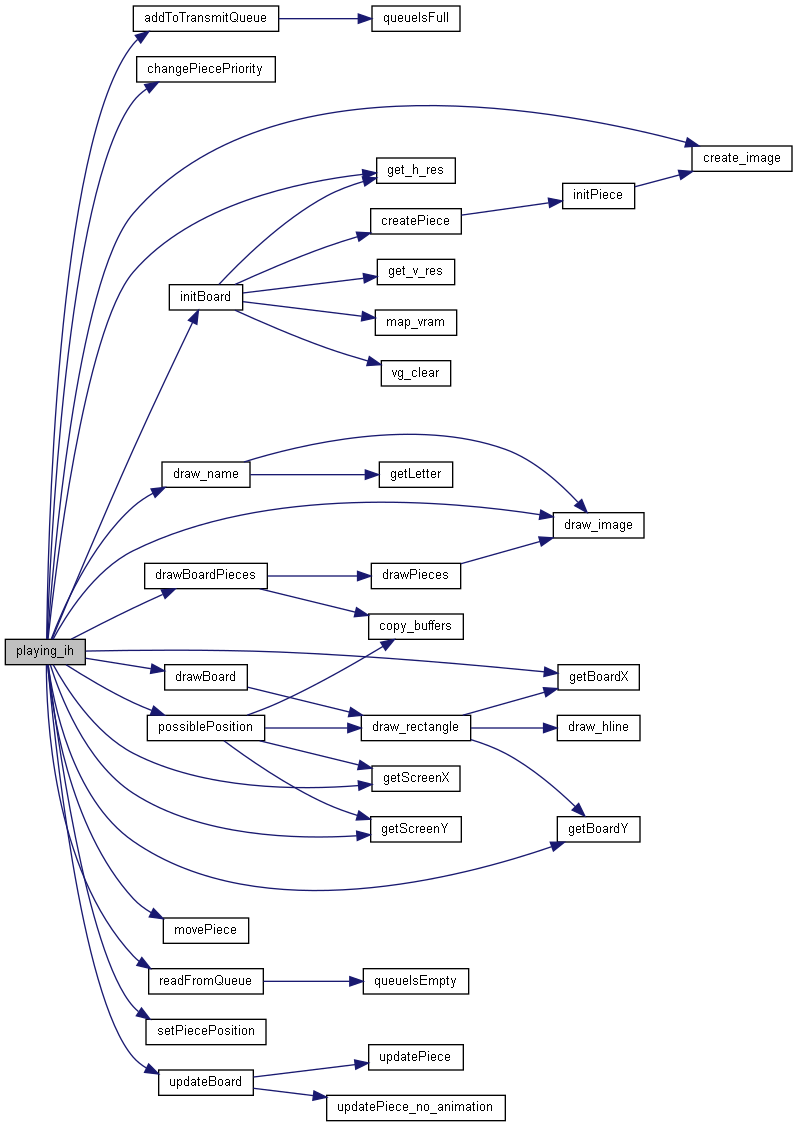 addToTransmitQueue
queueIsFull
changePiecePriority
create_image
get_h_res
initPiece
createPiece
get_v_res
initBoard
map_vram
vg_clear
draw_name
getLetter
draw_image
drawBoardPieces
drawPieces
copy_buffers
playing_ih
getBoardX
drawBoard
possiblePosition
draw_rectangle
draw_hline
getScreenX
getScreenY
getBoardY
movePiece
readFromQueue
queueIsEmpty
setPiecePosition
updatePiece
updateBoard
updatePiece_no_animation